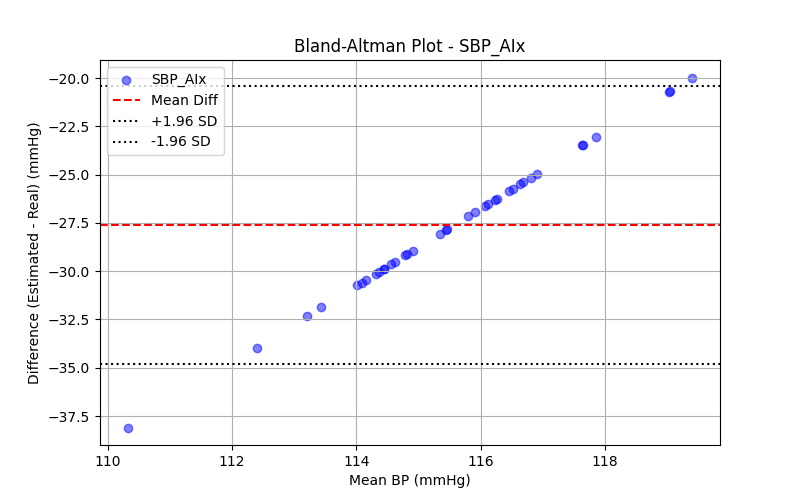 Bland-Altman Plot - SBP_AIx
SBP_AIx
Mean Diff
+1.96 SD
-1.96 SD
−20.0
−22.5
−25.0
−27.5
−30.0
−32.5
−35.0
−37.5
Difference (Estimated - Real) (mmHg)
110 112 114 116 118
Mean BP (mmHg)